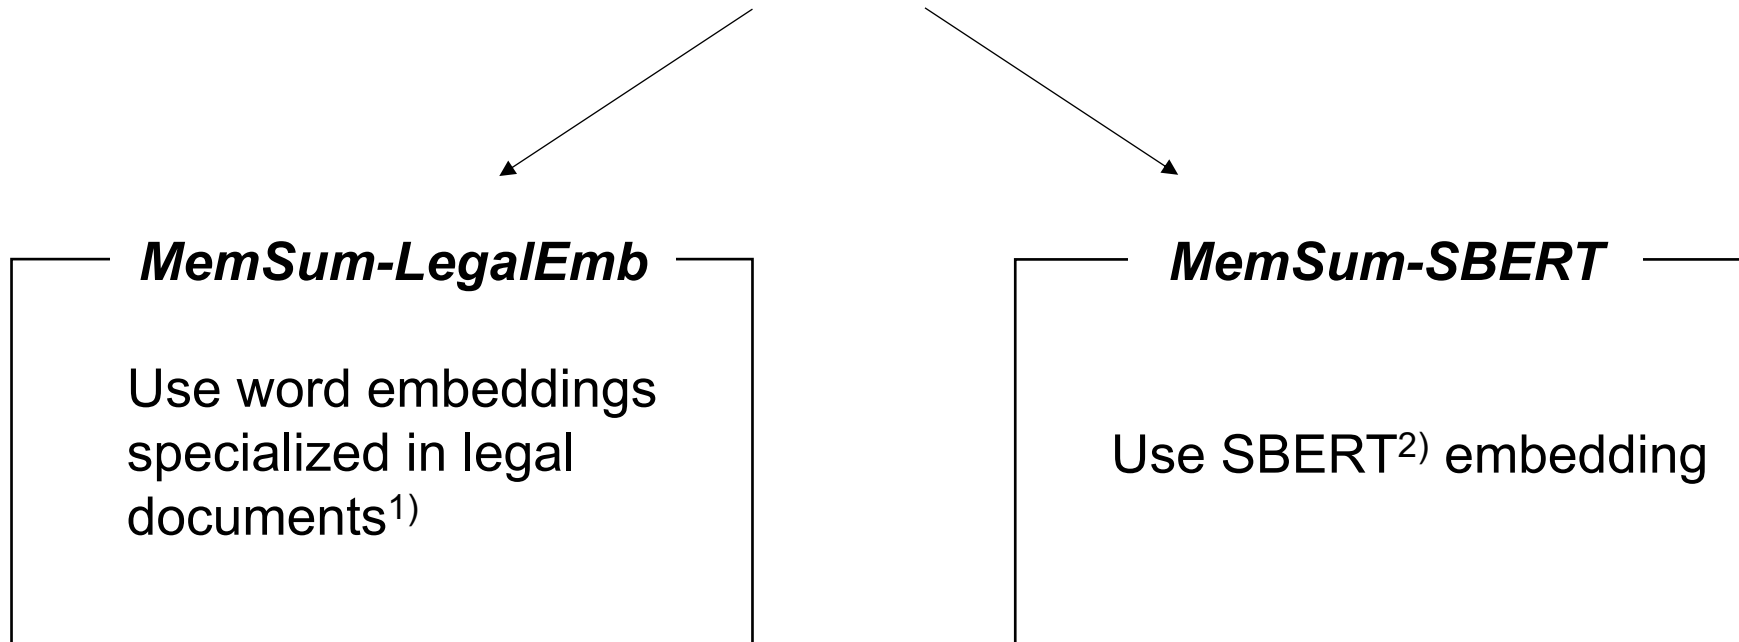 MemSum-LegalEmb
Use word embeddings
specialized in legal
documents1)
MemSum-SBERT
Use SBERT2) embedding